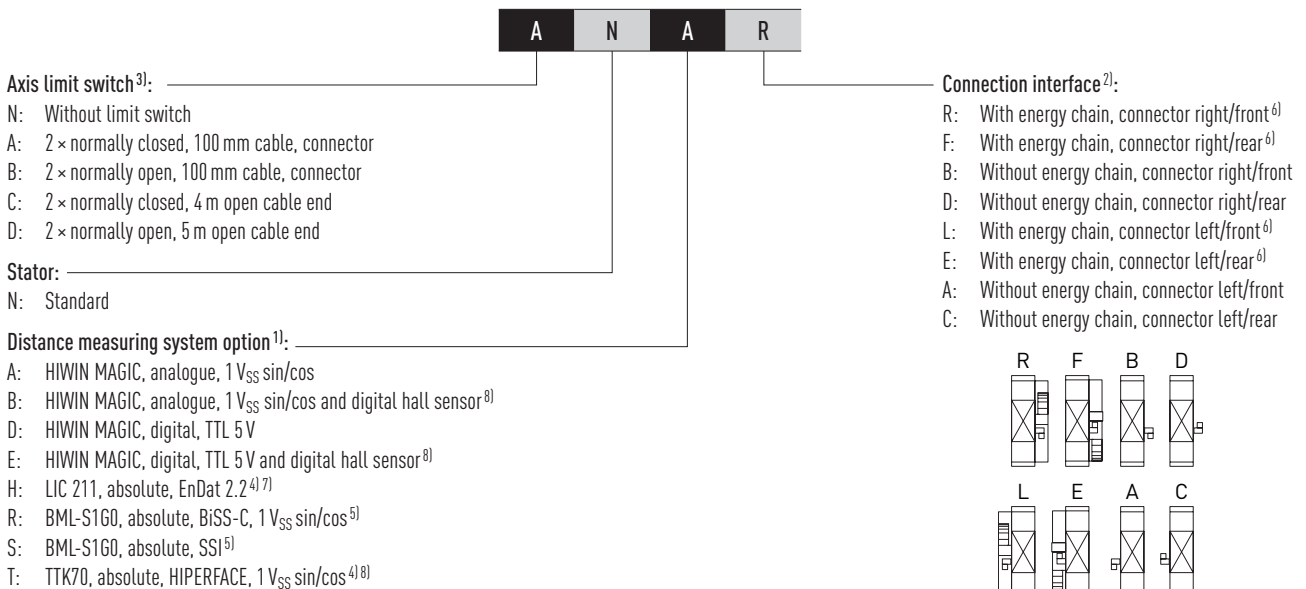 A N A R
Axis limit switch 3):
N: Without limit switch
A: 2 × normally closed, 100 mm cable, connector
B: 2 × normally open, 100 mm cable, connector
C: 2 × normally closed, 4 m open cable end
D: 2 × normally open, 5 m open cable end
Stator:
N: Standard
Distance measuring system option 1):
A: HIWIN MAGIC, analogue, 1 VSS sin/cos
B: HIWIN MAGIC, analogue, 1 VSS sin/cos and digital hall sensor 8)
D: HIWIN MAGIC, digital, TTL 5 V
E: HIWIN MAGIC, digital, TTL 5 V and digital hall sensor 8)
H: LIC 211, absolute, EnDat 2.2 4) 7)
R: BML-S1G0, absolute, BiSS-C, 1 VSS sin/cos 5)
S: BML-S1G0, absolute, SSI 5)
T: TTK70, absolute, HIPERFACE, 1 VSS sin/cos 4) 8)
Connection interface 2):
R: With energy chain, connector right/front 6)
F: With energy chain, connector right/rear 6)
B: Without energy chain, connector right/front
D: Without energy chain, connector right/rear
L: With energy chain, connector left/front 6)
E: With energy chain, connector left/rear 6)
A: Without energy chain, connector left/front
C: Without energy chain, connector left/rear
R F B D
L E A C